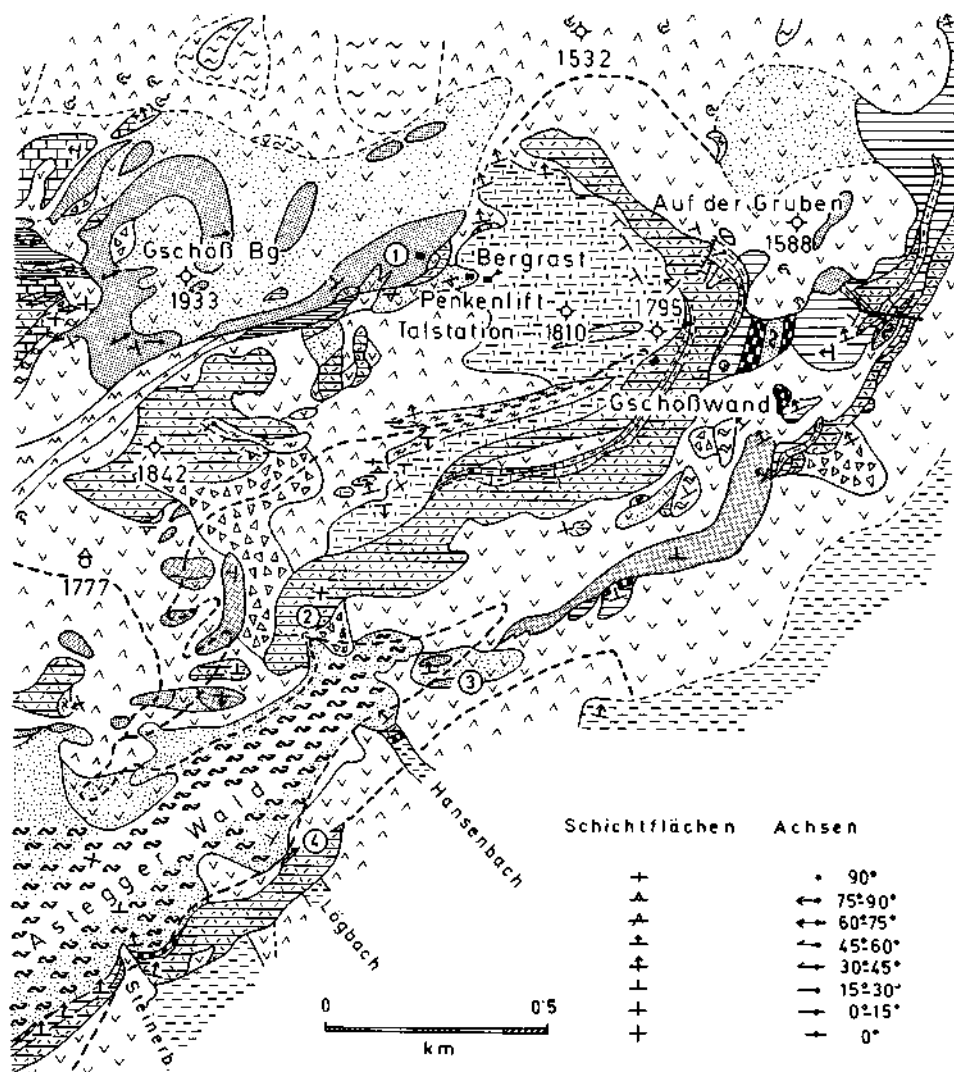 1532
Auf der Gruben
1588
Gschoß Bg.
1933
1
Bergrast
Penkenlift
Talstation
1810
1795
Gschoßwand
1842
1777
2
3
4
Astegger Wald
Hansenbach
Lögbach
Steinerb.
Schichtflächen Achsen
90°
75°-90°
60°-75°
45°-60°
30°-45°
15°-30°
0°-15°
0°
0 0·5
km